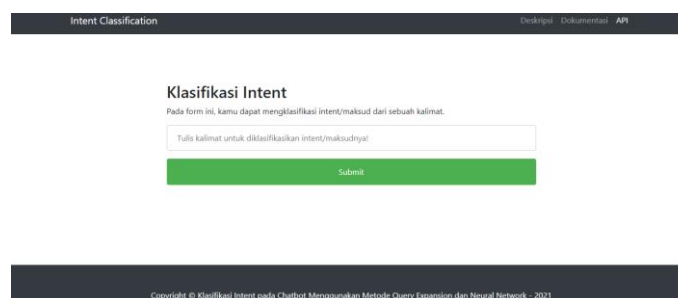 Intent Classification
Deskripsi Dokumentasi API
Klasifikasi Intent
Pada form ini, kamu dapat mengklasifikasi intent/maksud dari sebuah kalimat.
Tulis kalimat untuk diklasifikasikan intent/maksudnya!
Submit
Copyright © Klasifikasi Intent pada Chatbot Menggunakan Metode Query Expansion dan Neural Network - 2021